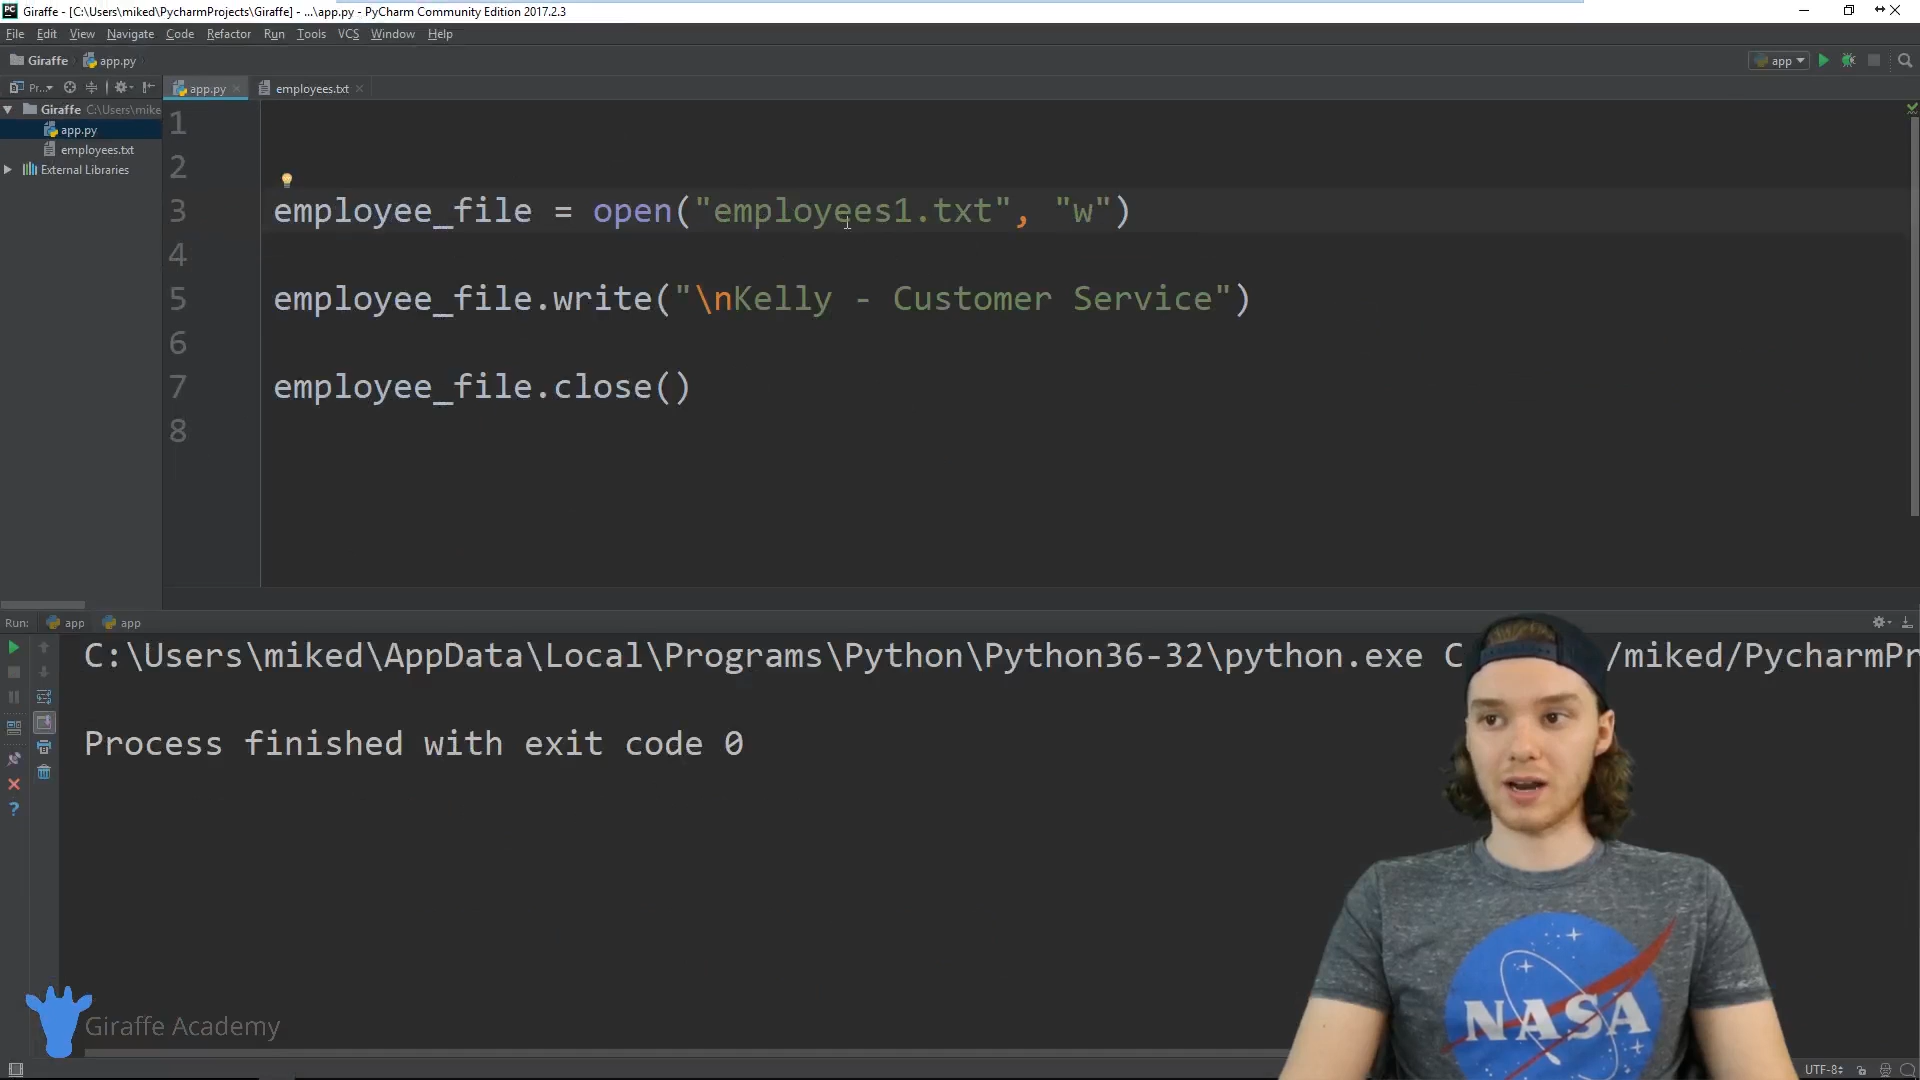 Giraffe - [C:\Users\miked\PycharmProjects\Giraffe] - ...\app.py - PyCharm Community Edition 2017.2.3
File Edit View Navigate Code Refactor Run Tools VCS Window Help
Giraffe app.py app
Pr... app.py employees.txt
Giraffe C:\Users\mike
app.py
employees.txt
External Libraries
1
2
3 employee_file = open("employees1.txt", "w")
4
5 employee_file.write("\nKelly - Customer Service")
6
7 employee_file.close()
8
Run: app app
C:\Users\miked\AppData\Local\Programs\Python\Python36-32\python.exe C /miked/PycharmPr
Process finished with exit code 0
NASA
Giraffe Academy
UTF-8